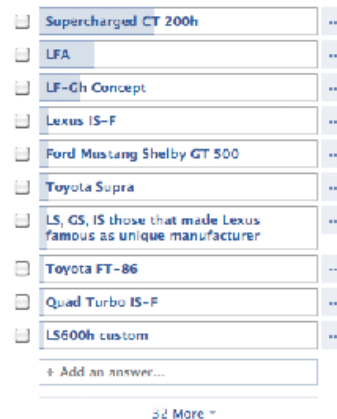 Supercharged CT 200h
LFA
LF-Gh Concept
Lexus IS-F
Ford Mustang Shelby GT 500
Toyota Supra
LS, GS, IS those that made Lexus
famous as unique manufacturer
Toyota FT-86
Quad Turbo IS-F
LS600h custom
+ Add an answer...
32 More